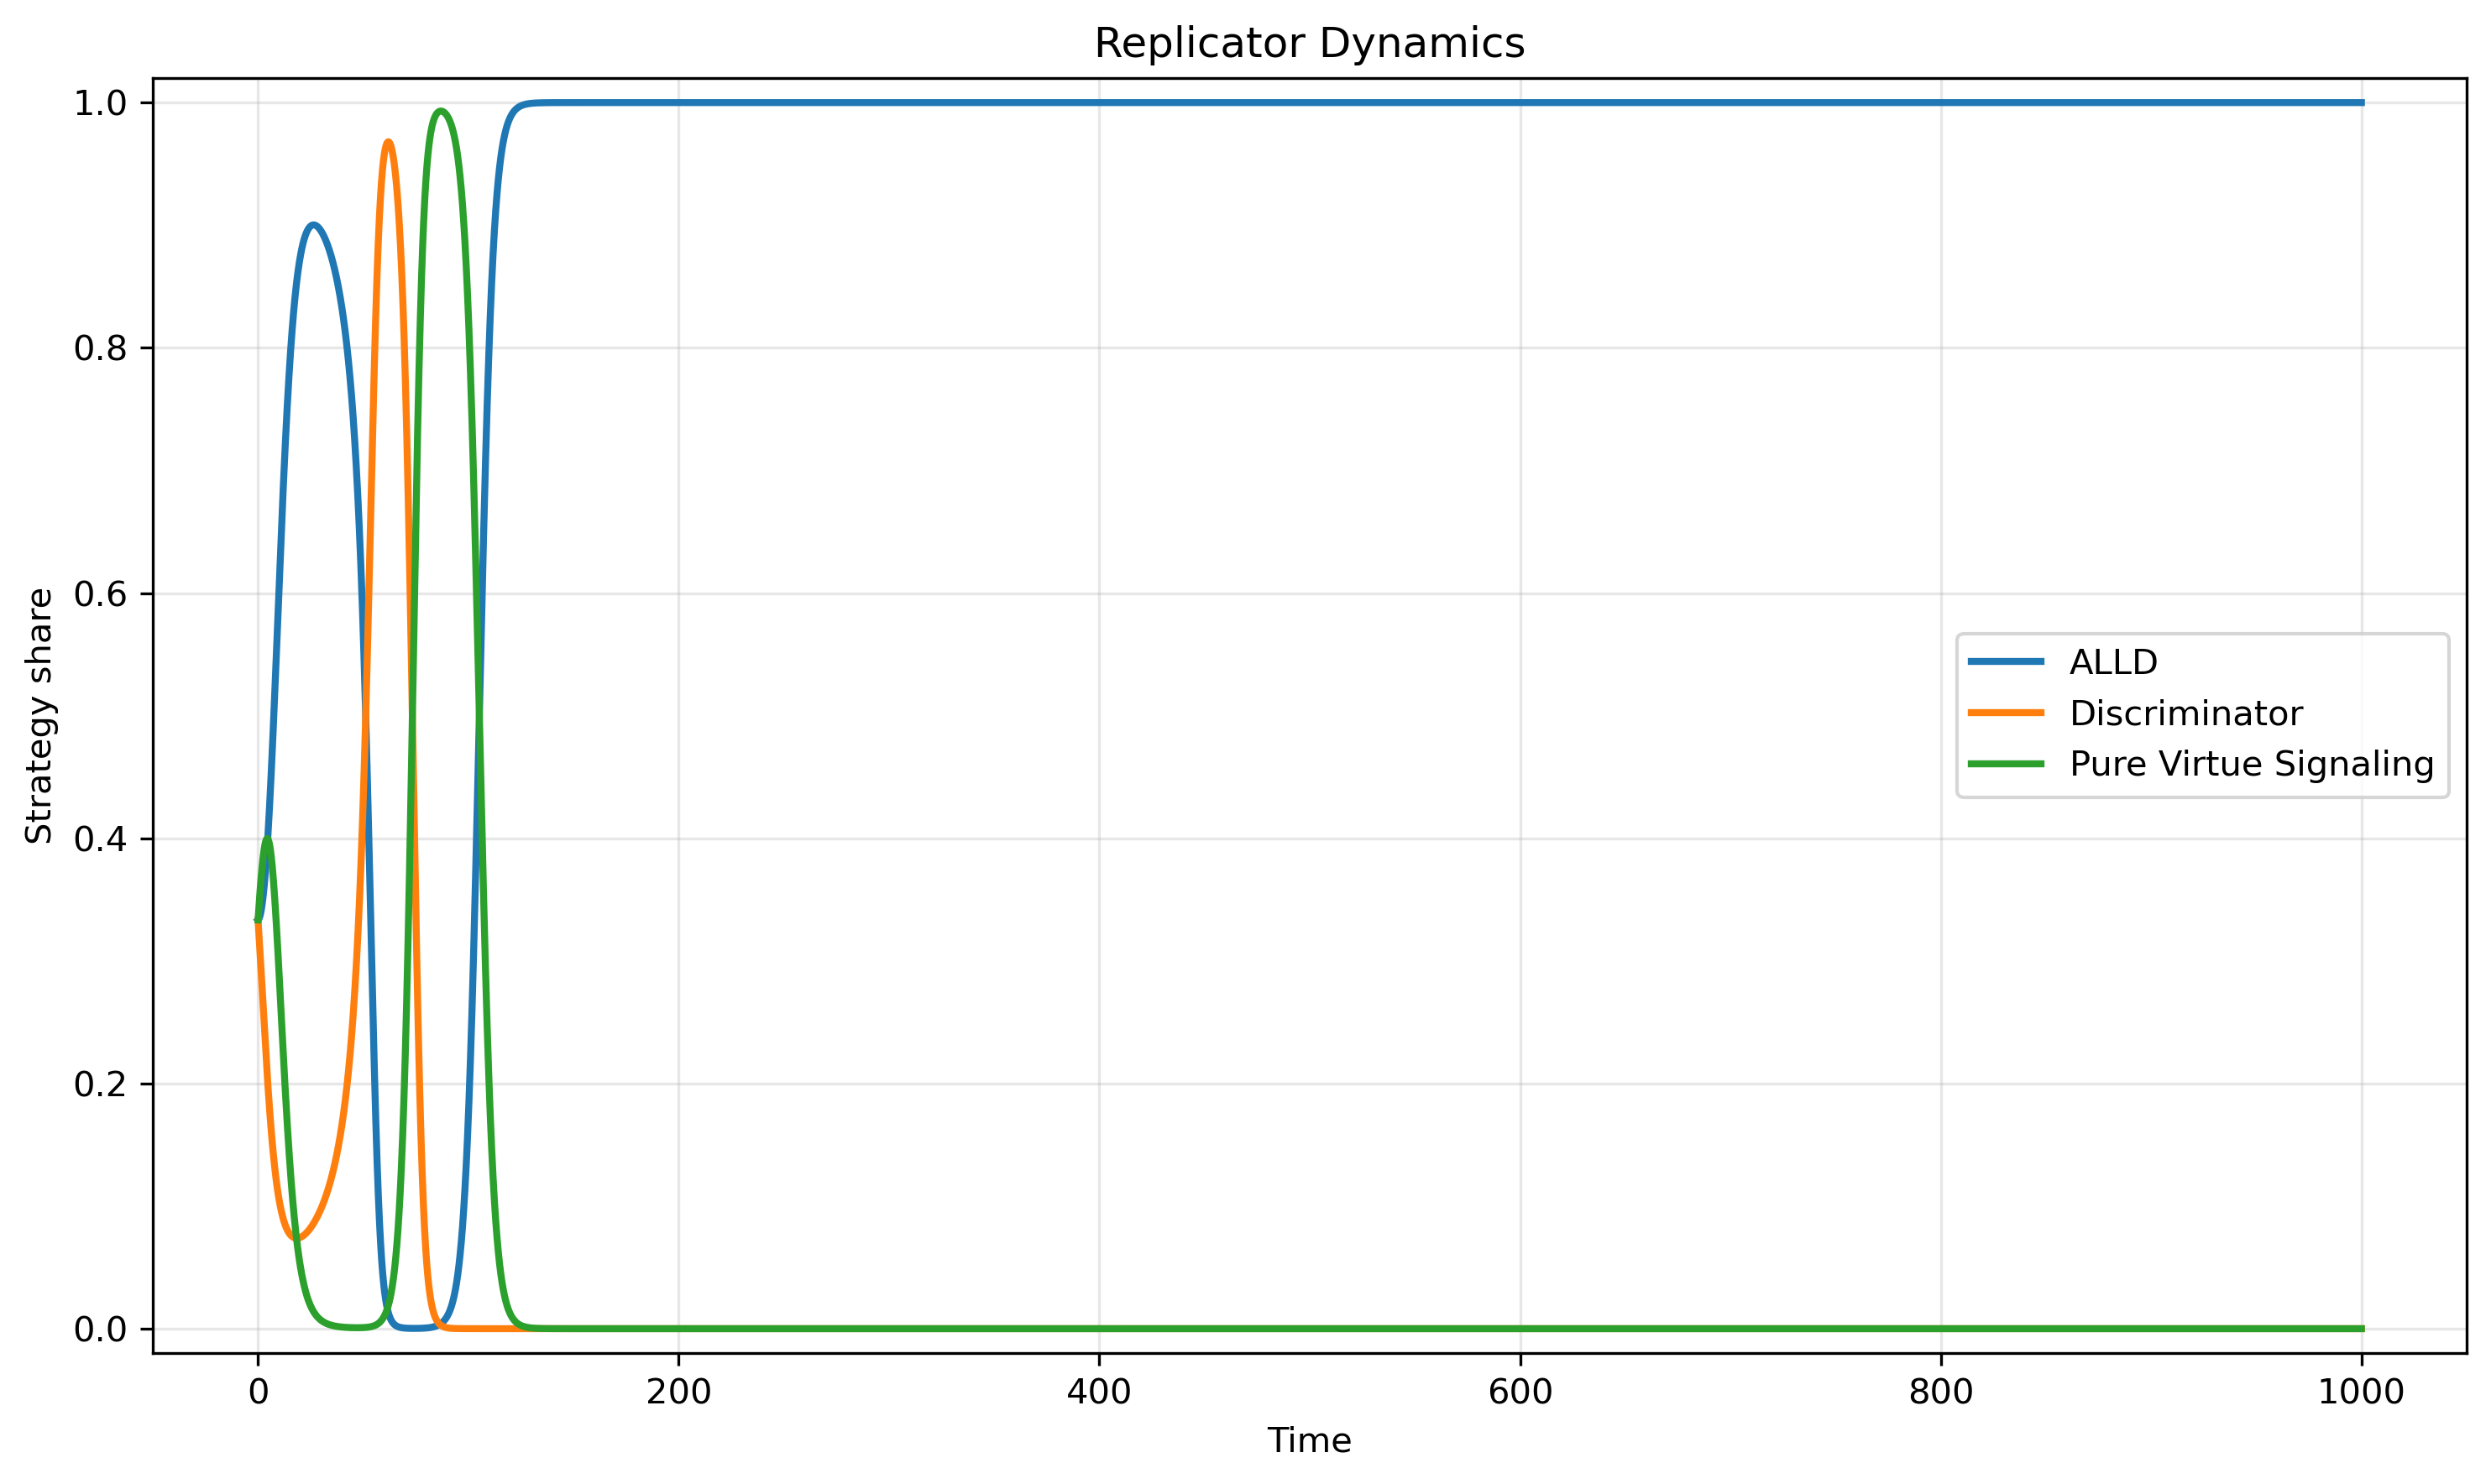 Replicator Dynamics
1.0
0.8
0.6
0.4
0.2
0.0
Strategy share
ALLD
Discriminator
Pure Virtue Signaling
0 200 400 600 800 1000
Time